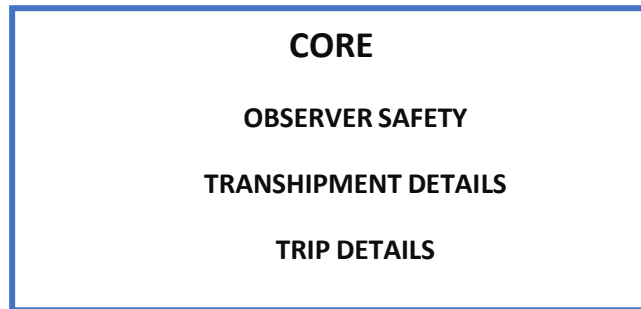 CORE
OBSERVER SAFETY
TRANSHIPMENT DETAILS
TRIP DETAILS